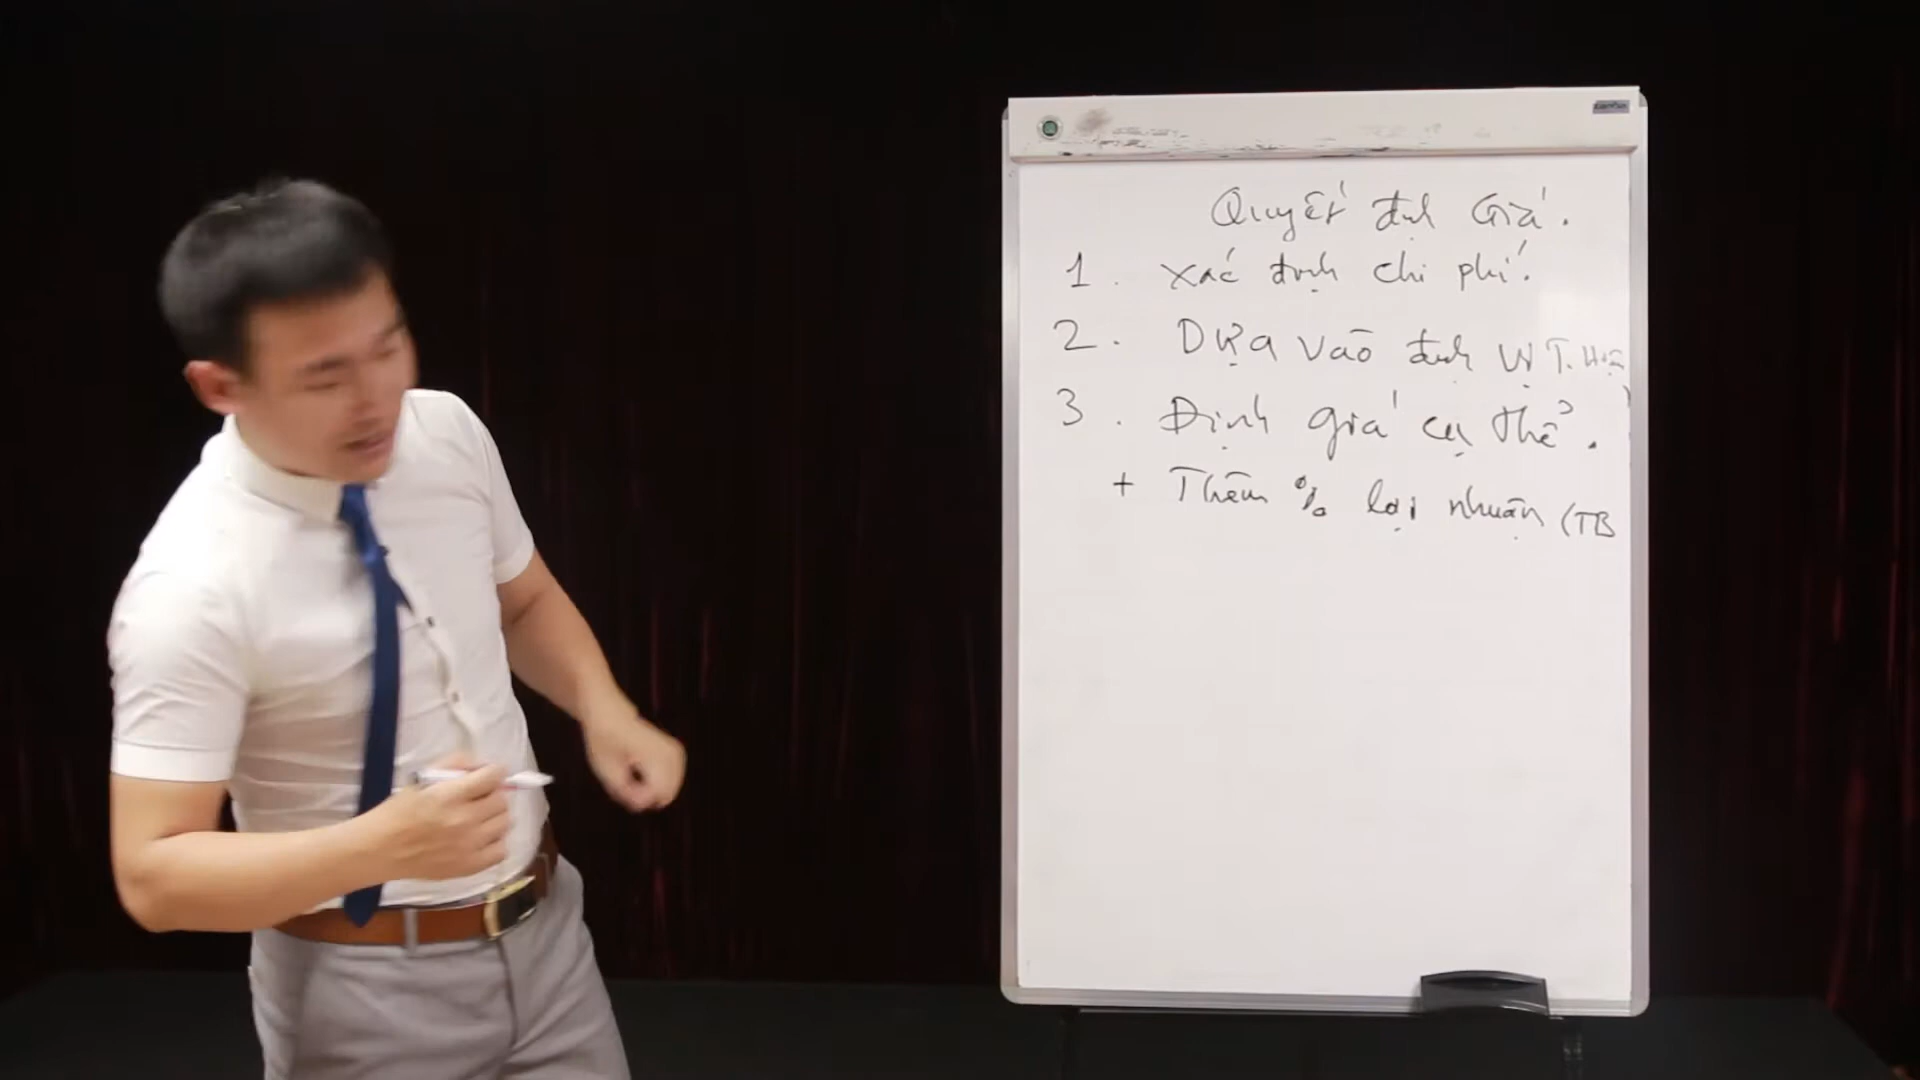 Quyết định Giá.
1. Xác định chi phí.
2. Dựa vào định vị T. Hiệu
3. Định giá cụ thể.
+ Thêm % lợi nhuận (TB